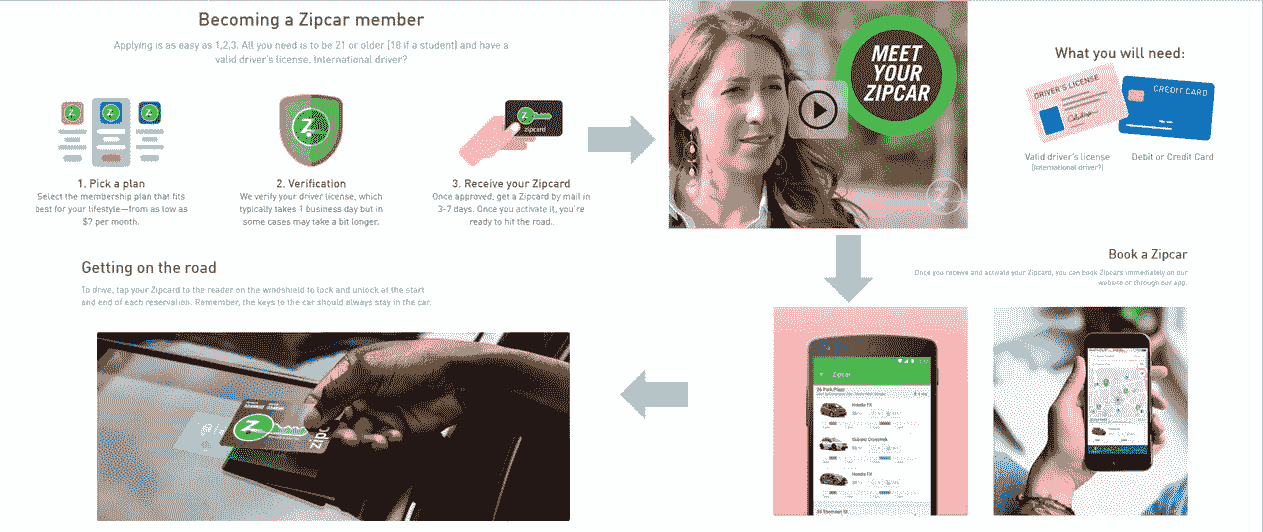 Becoming a Zipcar member
Applying is as easy as 1,2,3. All you need is to be 21 or older (18 if a student) and have a
valid driver's license. International driver?
1. Pick a plan
Select the membership plan that fits
best for your lifestyle—from as low as
$7 per month.
2. Verification
We verify your driver license, which
typically takes 1 business day but in
some cases may take a bit longer.
zipcard
3. Receive your Zipcard
Once approved, get a Zipcard by mail in
3-7 days. Once you activate it, you're
ready to hit the road.
MEET
YOUR
ZIPCAR
What you will need:
DRIVER'S LICENSE
CREDIT CARD
Valid driver's license
(International driver?)
Debit or Credit Card
Book a Zipcar
Once you receive and activate your Zipcard, you can book Zipcars immediately on our
website or through our app.
Zipcar
26 Park Plaza
Honda Fit
Subaru Crosstrek
Honda Fit
Getting on the road
To drive, tap your Zipcard to the reader on the windshield to lock and unlock at the start
and end of each reservation. Remember, the keys to the car should always stay in the car.
Z
zipc